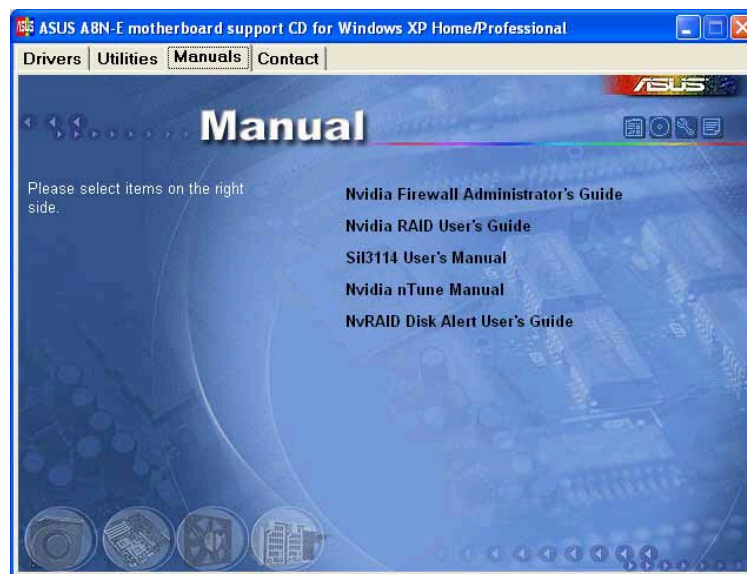 ASUS A8N-E motherboard support CD for Windows XP Home/Professional
Drivers Utilities Manuals Contact
ASUS
Manual
Please select items on the right
side.
Nvidia Firewall Administrator's Guide
Nvidia RAID User's Guide
Sil3114 User's Manual
Nvidia nTune Manual
NvRAID Disk Alert User's Guide